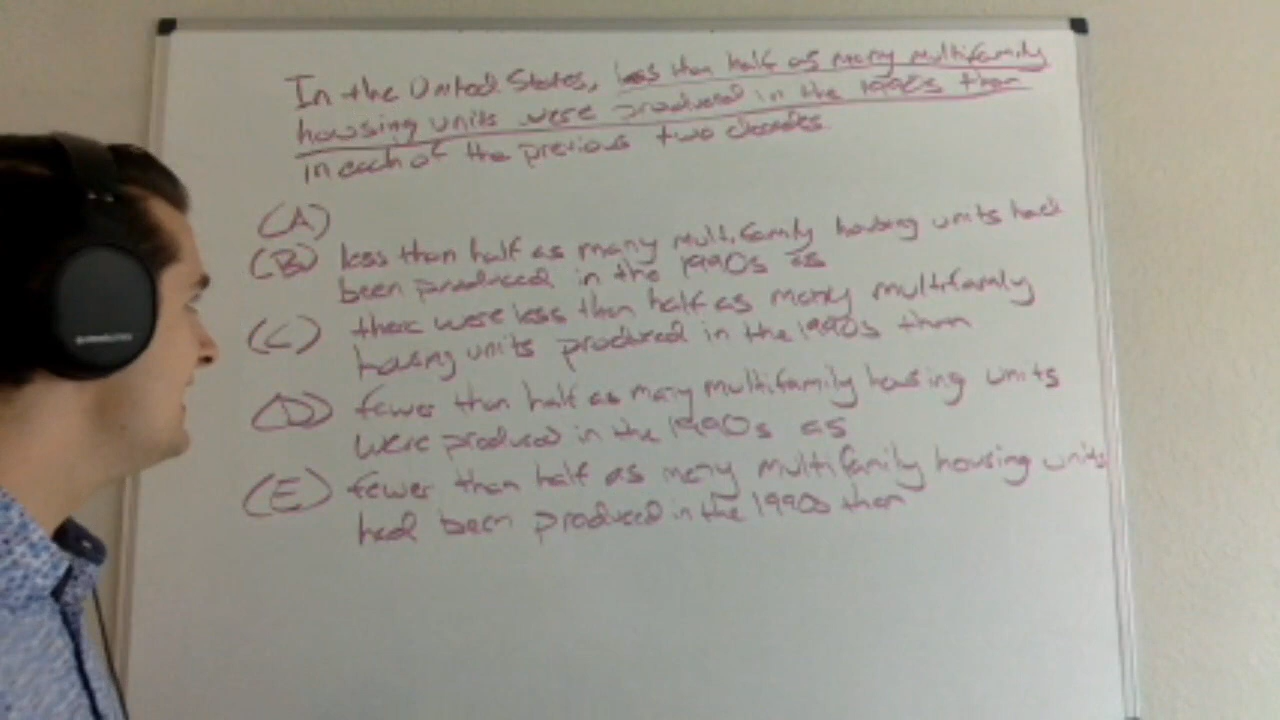 In the United States, less than half as many multifamily
housing units were produced in the 1990s than
in each of the previous two decades.
(A)
(B) less than half as many multifamily housing units had
been produced in the 1990s as
(C) there were less than half as many multifamily
housing units produced in the 1990s than
(D) fewer than half as many multifamily housing units
were produced in the 1990s as
(E) fewer than half as many multifamily housing units
had been produced in the 1990s than